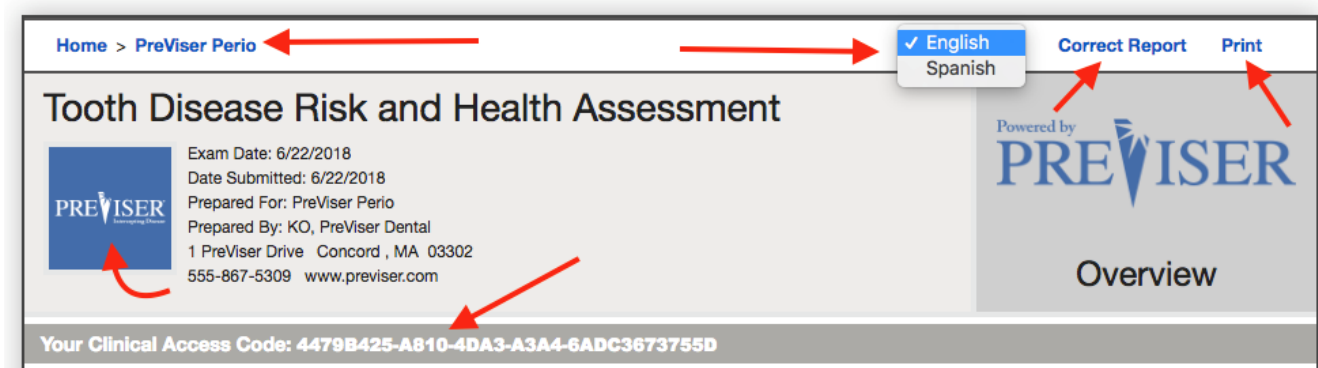 Home > PreViser Perio
✓ English
Spanish
Correct Report
Print
Tooth Disease Risk and Health Assessment
PREVISER
Intercepting Disease
Exam Date: 6/22/2018
Date Submitted: 6/22/2018
Prepared For: PreViser Perio
Prepared By: KO, PreViser Dental
1 PreViser Drive Concord , MA 03302
555-867-5309 www.previser.com
Powered by
PREVISER
Overview
Your Clinical Access Code: 4479B425-A810-4DA3-A3A4-6ADC3673755D